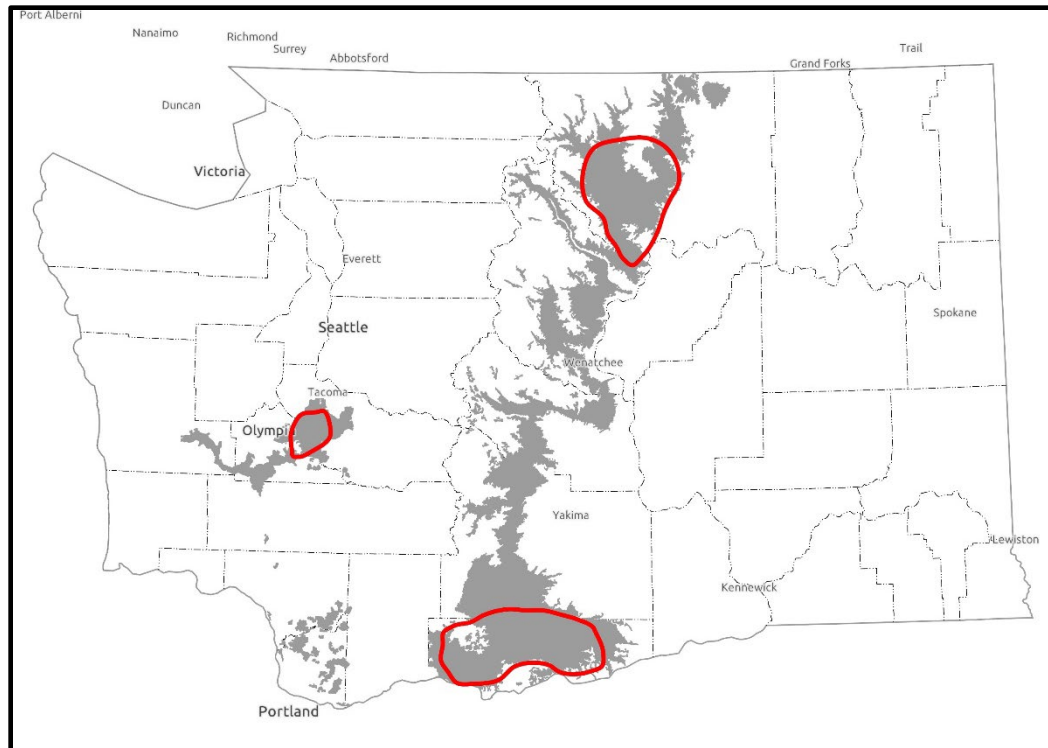 Port Alberni
Nanaimo
Richmond
Surrey
Abbotsford
Trail
Grand Forks
Duncan
Victoria
Everett
Seattle
Spokane
Wenatchee
Tacoma
Olympi
Yakima
Lewiston
Kennewick
Portland